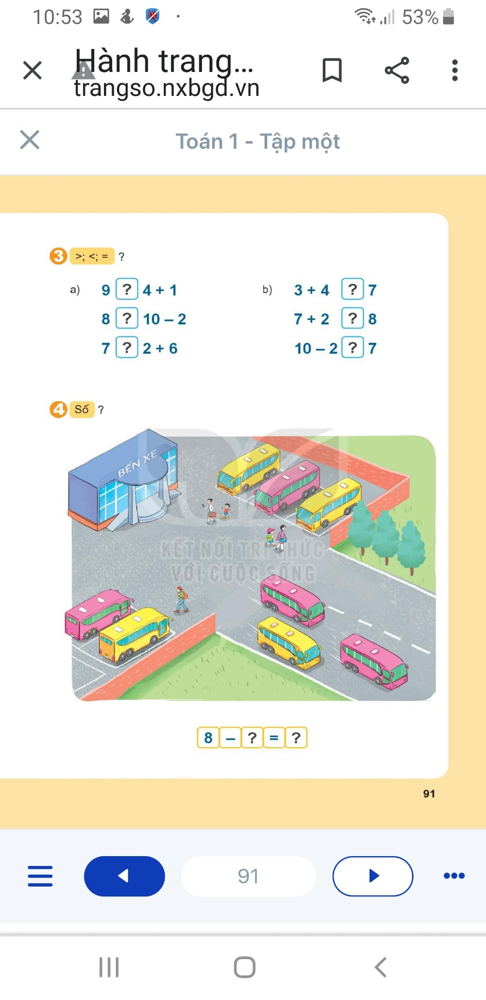 10:53
53%
Hành trang...
trangso.nxbgd.vn
Toán 1 - Tập một
3 >; <; = ?
a) 9 ? 4 + 1
8 ? 10 – 2
7 ? 2 + 6
b) 3 + 4 ? 7
7 + 2 ? 8
10 – 2 ? 7
4 Số ?
BẾN XE
KẾT NỐI TRI THỨC
VỚI CUỘC SỐNG
8 – ? = ?
91
91